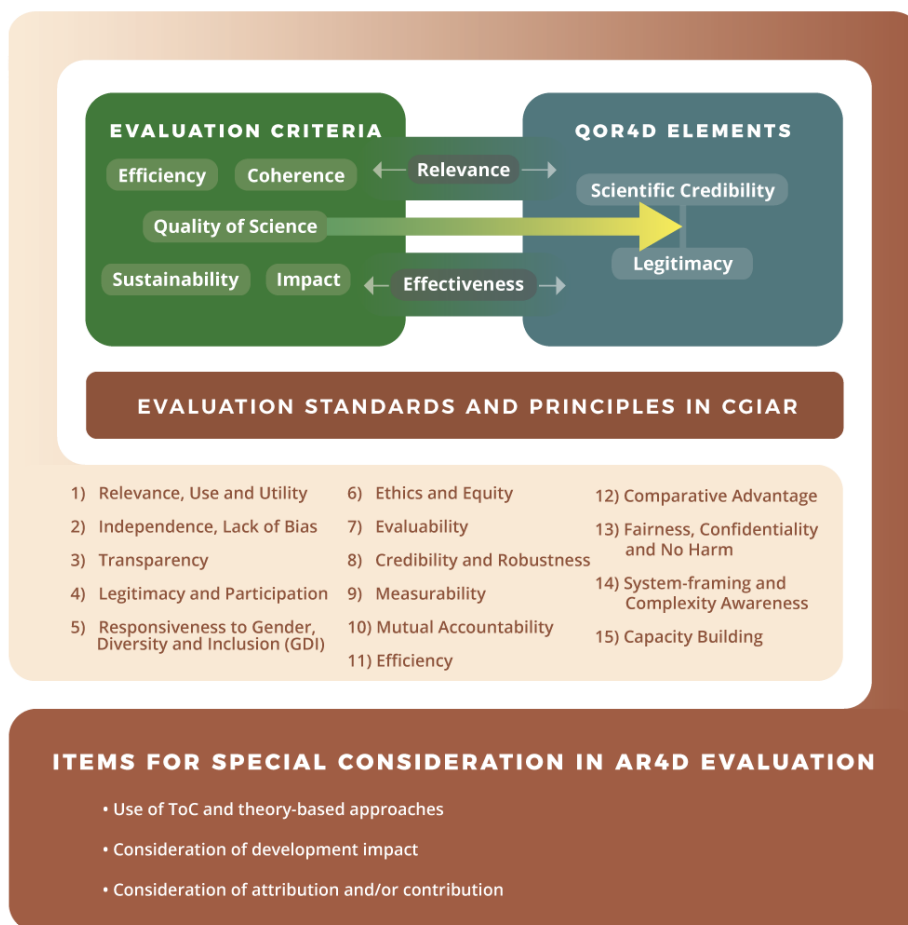 EVALUATION CRITERIA
Efficiency
Coherence
Quality of Science
Sustainability
Impact
Relevance
Effectiveness
QOR4D ELEMENTS
Scientific Credibility
Legitimacy
EVALUATION STANDARDS AND PRINCIPLES IN CGIAR
1) Relevance, Use and Utility
2) Independence, Lack of Bias
3) Transparency
4) Legitimacy and Participation
5) Responsiveness to Gender,
Diversity and Inclusion (GDI)
6) Ethics and Equity
7) Evaluability
8) Credibility and Robustness
9) Measurability
10) Mutual Accountability
11) Efficiency
12) Comparative Advantage
13) Fairness, Confidentiality
and No Harm
14) System-framing and
Complexity Awareness
15) Capacity Building
ITEMS FOR SPECIAL CONSIDERATION IN AR4D EVALUATION
• Use of ToC and theory-based approaches
• Consideration of development impact
• Consideration of attribution and/or contribution